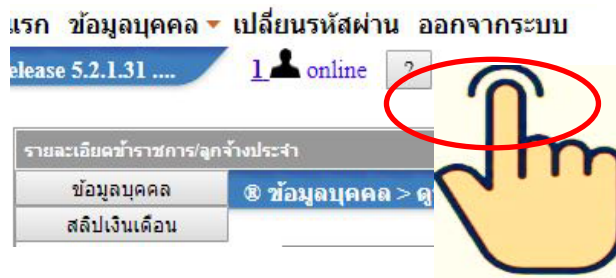 แรก ข้อมูลบุคคล เปลี่ยนรหัสผ่าน ออกจากระบบ
elease 5.2.1.31 .... 1 online ?
รายละเอียดข้าราชการ/ลูกจ้างประจำ
ข้อมูลบุคคล ® ข้อมูลบุคคล >
สลิปเงินเดือน